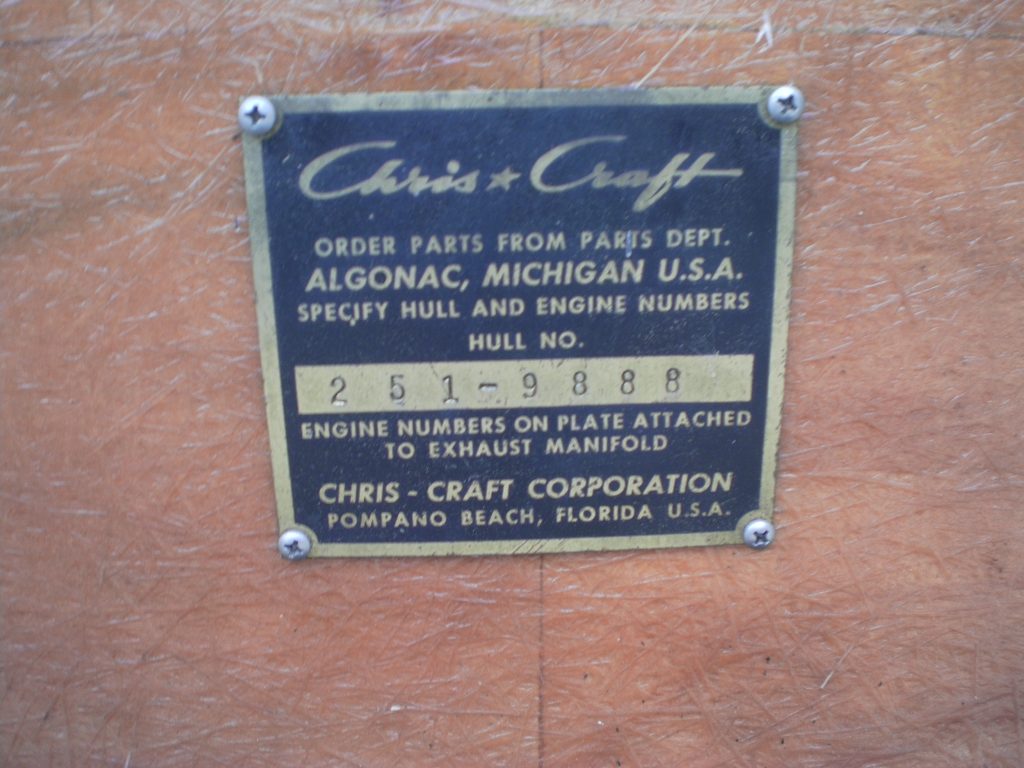 Chris★Craft
ORDER PARTS FROM PARTS DEPT.
ALGONAC, MICHIGAN U.S.A.
SPECIFY HULL AND ENGINE NUMBERS
HULL NO.
251-9888
ENGINE NUMBERS ON PLATE ATTACHED
TO EXHAUST MANIFOLD
CHRIS - CRAFT CORPORATION
POMPANO BEACH, FLORIDA U.S.A.